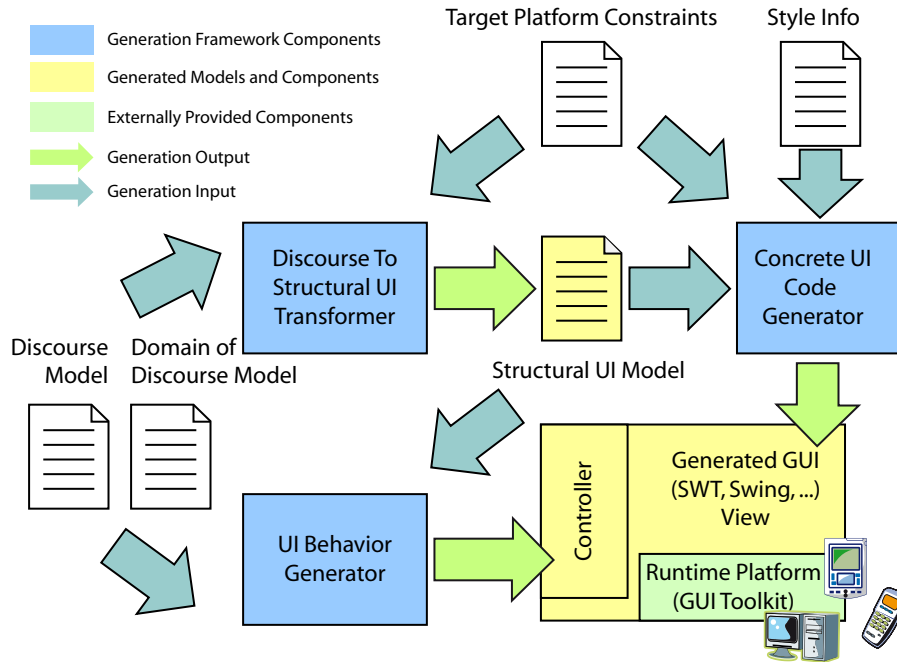 Target Platform Constraints
Style Info
Generation Framework Components
Generated Models and Components
Externally Provided Components
Generation Output
Generation Input
Discourse To
Structural UI
Transformer
Concrete UI
Code
Generator
Discourse
Model
Domain of
Discourse Model
Structural UI Model
Controller
Generated GUI
(SWT, Swing, ...)
View
UI Behavior
Generator
Runtime Platform
(GUI Toolkit)